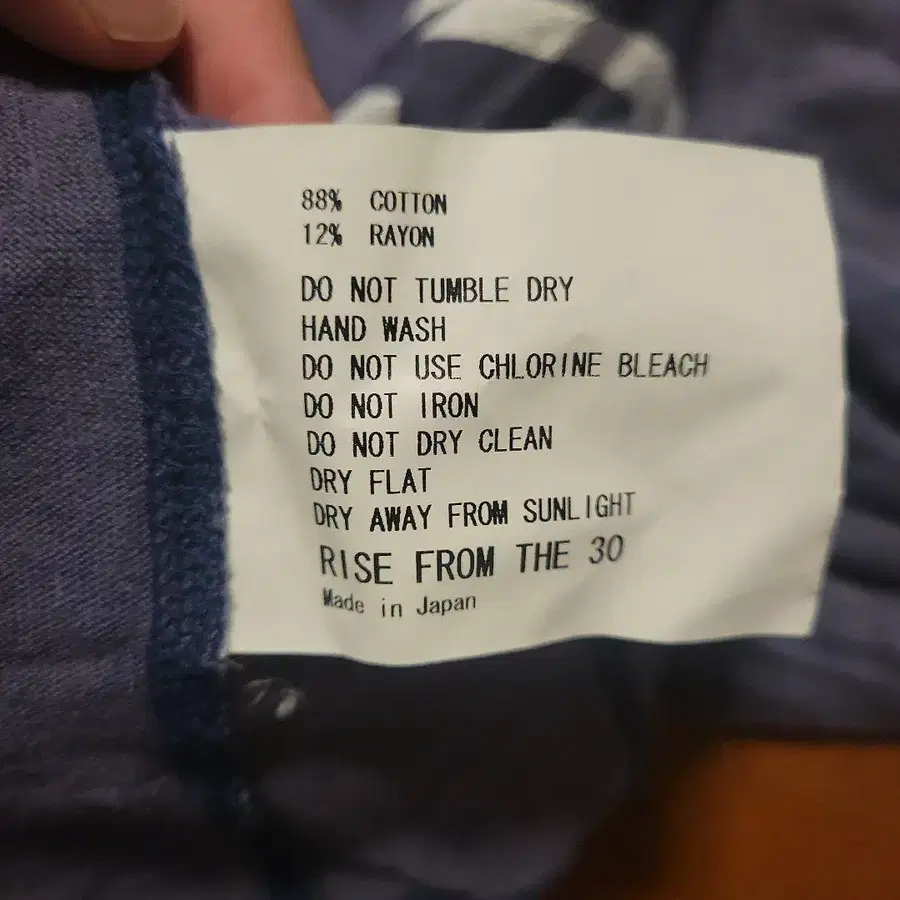 88% COTTON
12% RAYON
DO NOT TUMBLE DRY
HAND WASH
DO NOT USE CHLORINE BLEACH
DO NOT IRON
DO NOT DRY CLEAN
DRY FLAT
DRY AWAY FROM SUNLIGHT
RISE FROM THE 30
Made in Japan